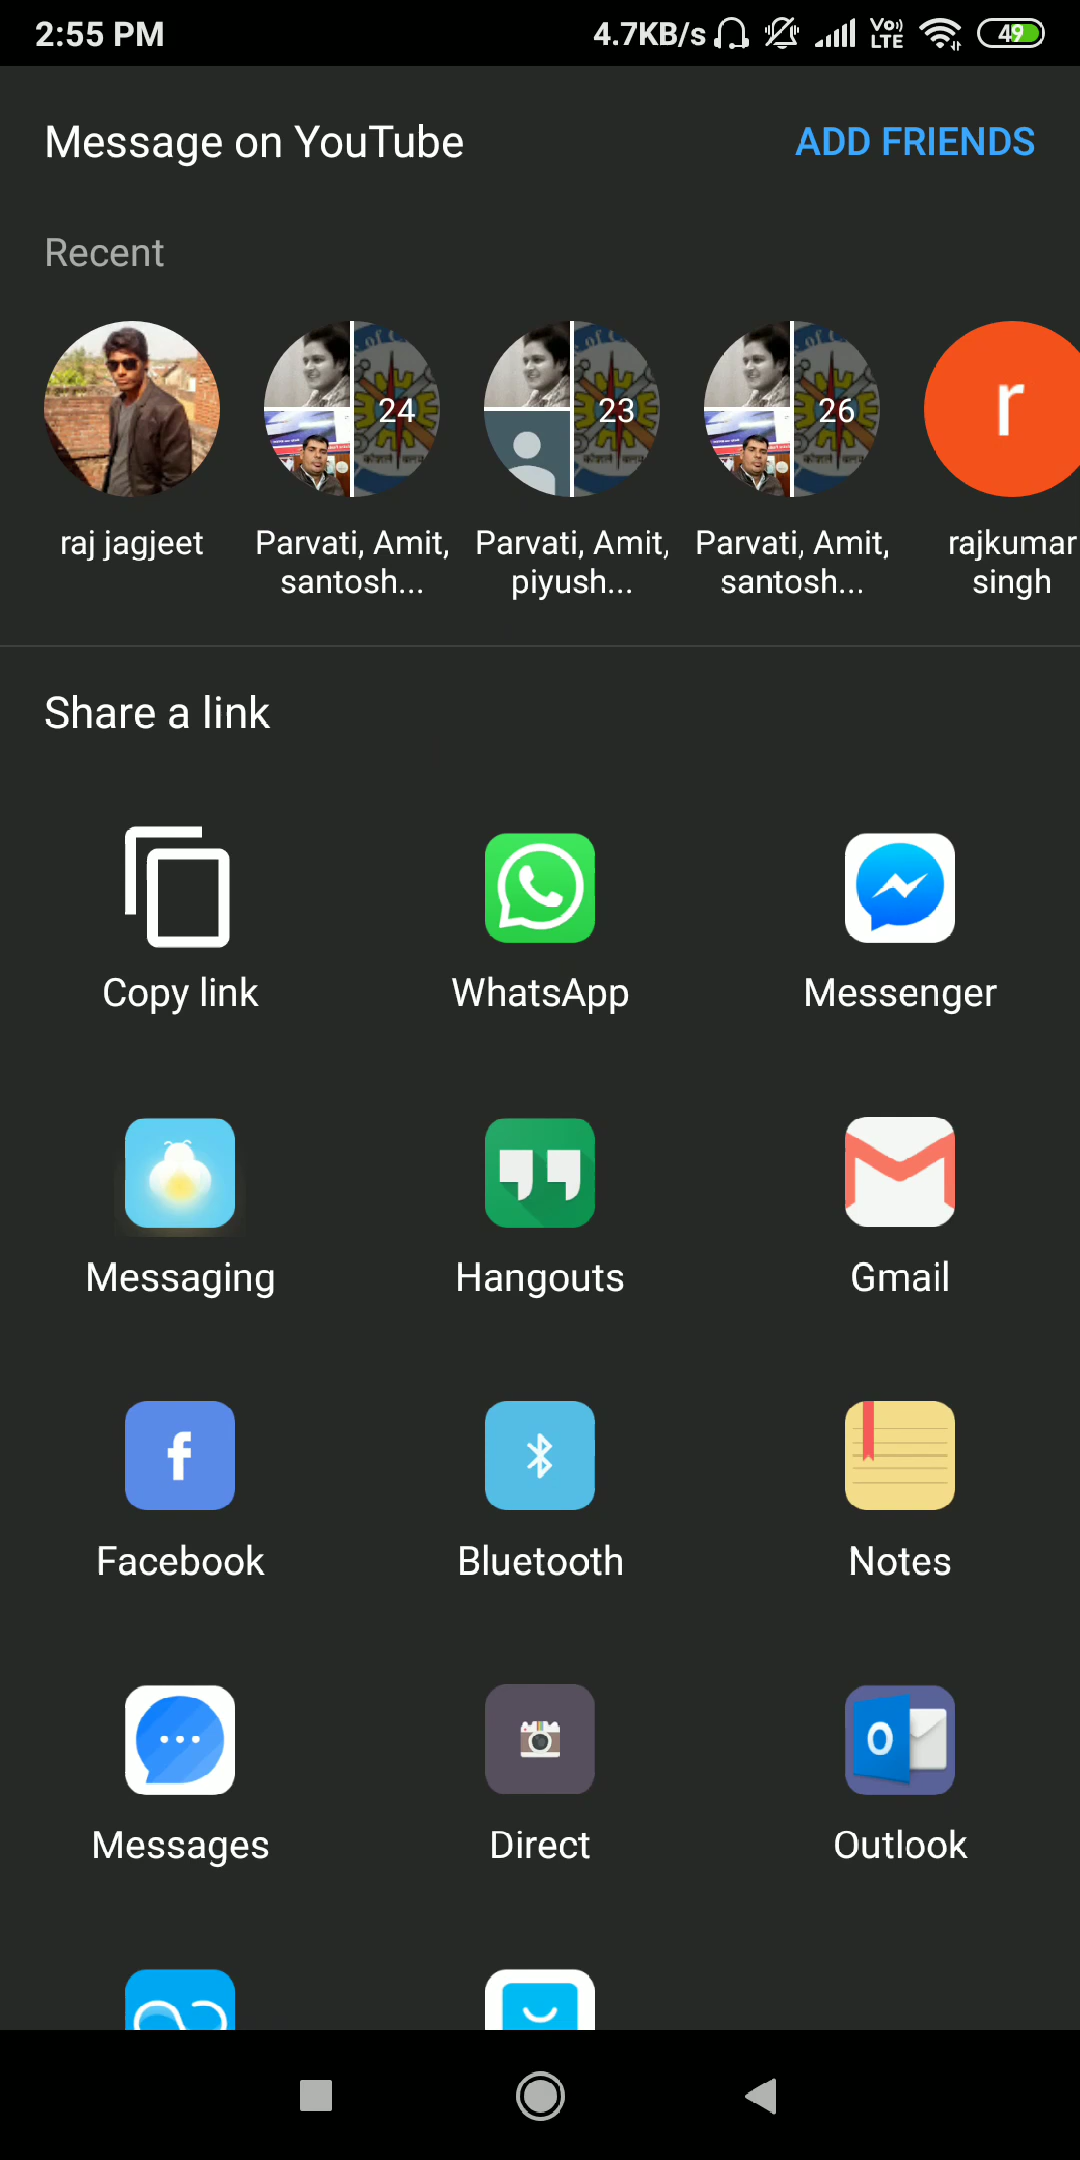 2:55 PM
4.7KB/s
Vo)) LTE
49
Message on YouTube
ADD FRIENDS
Recent
24
23
26
r
raj jagjeet
Parvati, Amit, santosh...
Parvati, Amit, piyush...
Parvati, Amit, santosh...
rajkumar singh
Share a link
Copy link
WhatsApp
Messenger
Messaging
Hangouts
Gmail
Facebook
Bluetooth
Notes
Messages
Direct
Outlook